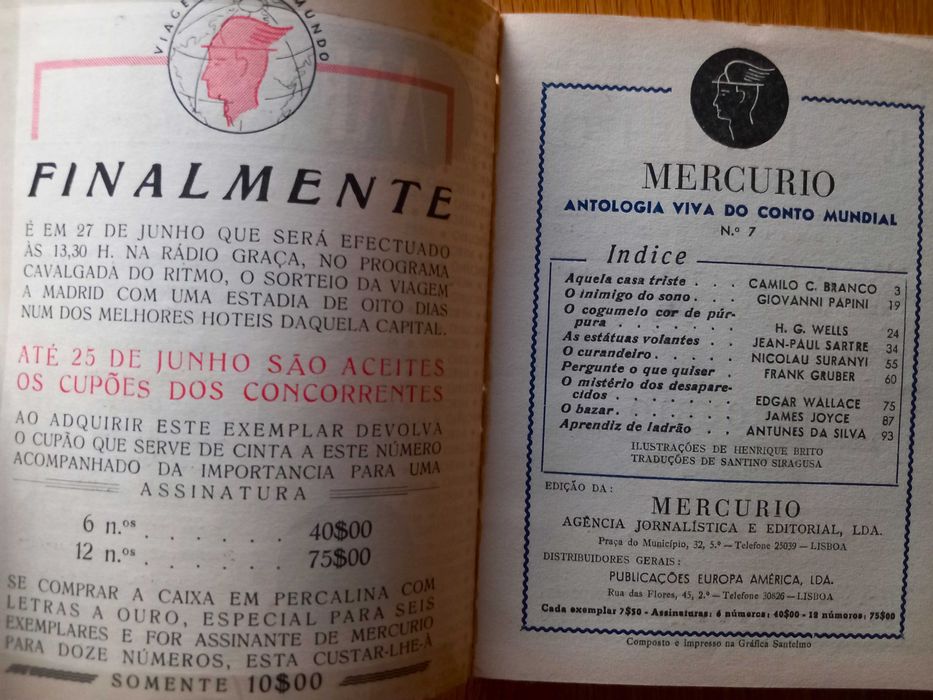 VIAGE
MUNDO
FINALMENTE
É EM 27 DE JUNHO QUE SERÁ EFECTUADO
ÀS 13,30 H. NA RÁDIO GRAÇA, NO PROGRAMA
CAVALGADA DO RITMO, O SORTEIO DA VIAGEM
A MADRID COM UMA ESTADIA DE OITO DIAS
NUM DOS MELHORES HOTEIS DAQUELA CAPITAL.
ATÉ 25 DE JUNHO SÃO ACEITES
OS CUPÕES DOS CONCORRENTES
AO ADQUIRIR ESTE EXEMPLAR DEVOLVA
O CUPÃO QUE SERVE DE CINTA A ESTE NÚMERO
ACOMPANHADO DA IMPORTANCIA PARA UMA
ASSINATURA
6 n.os . . . . . . 40$00
12 n.os . . . . . . 75$00
SE COMPRAR A CAIXA EM PERCALINA COM
LETRAS A OURO, ESPECIAL PARA SEIS
EXEMPLARES E FOR ASSINANTE DE MERCURIO
PARA DOZE NÚMEROS, ESTA CUSTAR-LHE-À
SOMENTE 10$00
MERCURIO
ANTOLOGIA VIVA DO CONTO MUNDIAL
N.º 7
Indice
Aquela casa triste . . . CAMILO C. BRANCO 3
O inimigo do sono . . . GIOVANNI PAPINI 19
O cogumelo cor de púr-
pura . . . . . . . H. G. WELLS 24
As estátuas volantes . . JEAN-PAUL SARTRE 34
O curandeiro . . . . . NICOLAU SURANYI 55
Pergunte o que quiser . FRANK GRUBER 60
O mistério dos desapare-
cidos . . . . . . . EDGAR WALLACE 75
O bazar . . . . . . . JAMES JOYCE 87
Aprendiz de ladrão . . ANTUNES DA SILVA 93
ILUSTRAÇÕES DE HENRIQUE BRITO
TRADUÇÕES DE SANTINO SIRAGUSA
EDIÇÃO DA:
MERCURIO
AGÊNCIA JORNALÍSTICA E EDITORIAL, LDA.
Praça do Município, 32, 5.º — Telefone 25039 — LISBOA
DISTRIBUIDORES GERAIS:
PUBLICAÇÕES EUROPA AMÉRICA, LDA.
Rua das Flores, 45, 2.º — Telefone 30826 — LISBOA
Cada exemplar 7$50 - Assinaturas: 6 números: 40$00 - 12 números: 75$00
Composto e impresso na Gráfica Santelmo